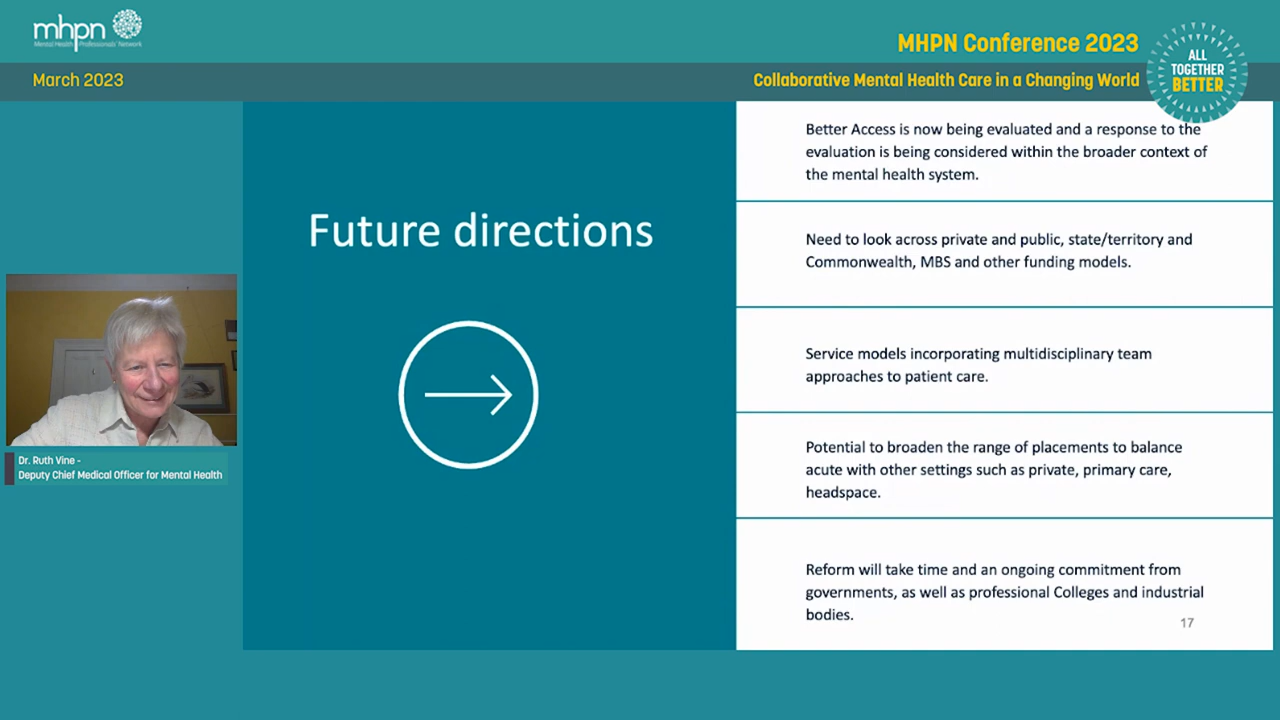 mhpn
Mental Health Professionals' Network
MHPN Conference 2023
March 2023
Collaborative Mental Health Care in a Changing World
ALL
TOGETHER
BETTER
Future directions
Better Access is now being evaluated and a response to the
evaluation is being considered within the broader context of
the mental health system.
Need to look across private and public, state/territory and
Commonwealth, MBS and other funding models.
Service models incorporating multidisciplinary team
approaches to patient care.
Potential to broaden the range of placements to balance
acute with other settings such as private, primary care,
headspace.
Reform will take time and an ongoing commitment from
governments, as well as professional Colleges and industrial
bodies.
17
Dr. Ruth Vine -
Deputy Chief Medical Officer for Mental Health